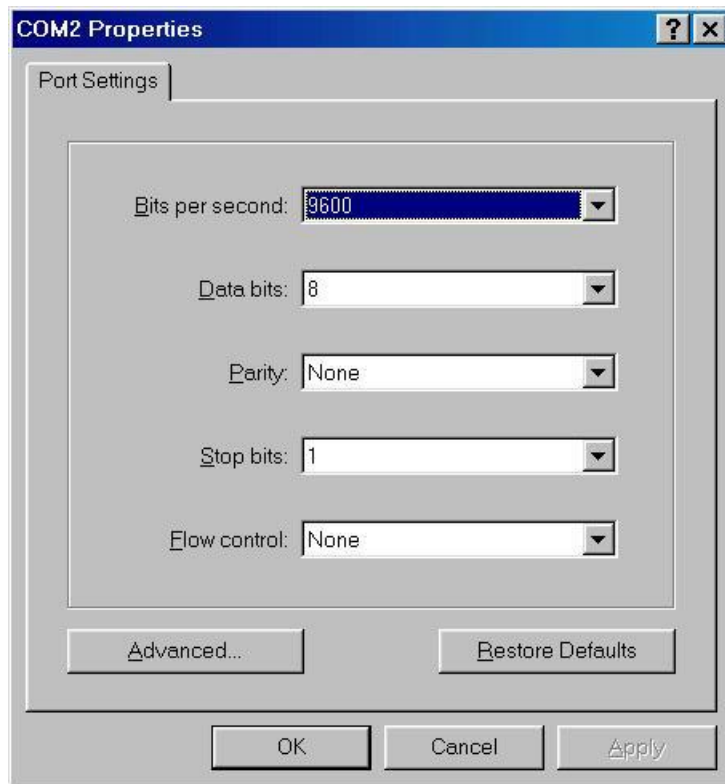 COM2 Properties
Port Settings
Bits per second: 9600
Data bits: 8
Parity: None
Stop bits: 1
Flow control: None
Advanced... Restore Defaults
OK Cancel Apply